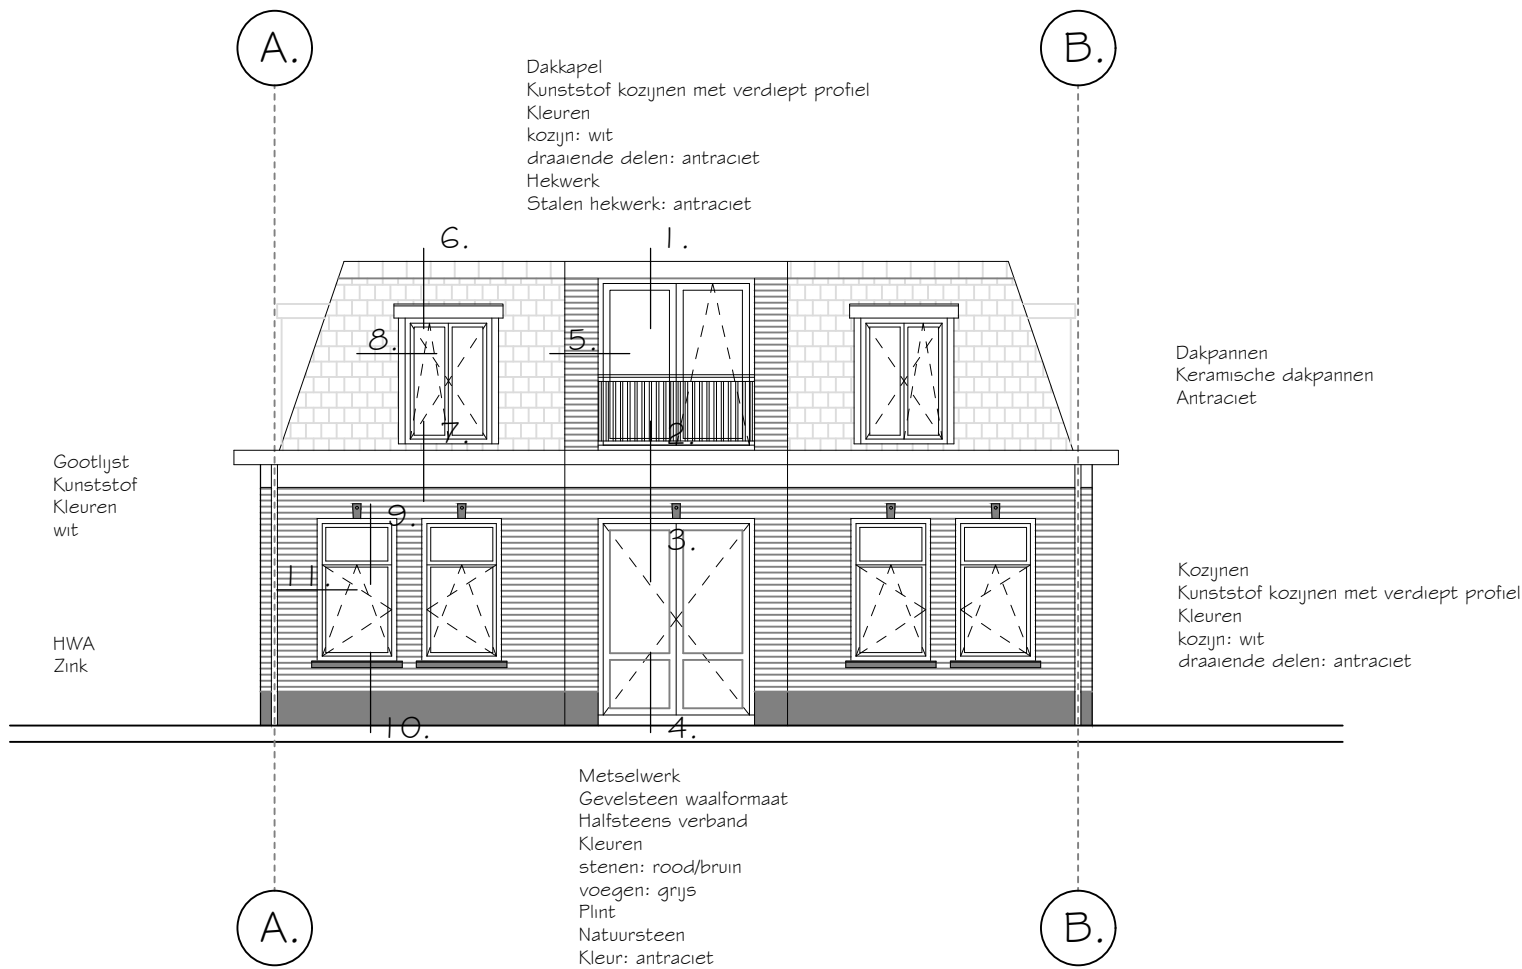 A.
B.
Dakkapel
Kunststof kozijnen met verdiept profiel
Kleuren
kozijn: wit
draaiende delen: antraciet
Hekwerk
Stalen hekwerk: antraciet
6.
1.
8.
5.
7.
2.
Dakpannen
Keramische dakpannen
Antraciet
Gootlijst
Kunststof
Kleuren
wit
9.
3.
11.
Kozijnen
Kunststof kozijnen met verdiept profiel
Kleuren
kozijn: wit
draaiende delen: antraciet
HWA
Zink
10.
4.
Metselwerk
Gevelsteen waalformaat
Halfsteens verband
Kleuren
stenen: rood/bruin
voegen: grijs
Plint
Natuursteen
Kleur: antraciet
A.
B.